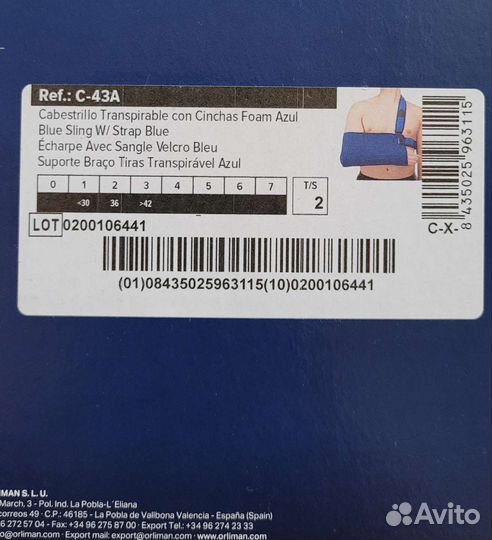 Ref.: C-43A
Cabestrillo Transpirable con Cinchas Foam Azul
Blue Sling W/ Strap Blue
Écharpe Avec Sangle Velcro Bleu
Suporte Braço Tiras Transpirável Azul
0 1 2 3 4 5 6 7 T/S
<30 36 >42 2
LOT 0200106441
(01)08435025963115(10)0200106441
C-X-
8 435025 963115
RLIMAN S. L. U.
March, 3 - Pol. Ind. La Pobla-L´Eliana
correos 49 · C.P.: 46185 · La Pobla de Vallbona Valencia - España (Spain)
6 272 57 04 - Fax: +34 96 275 87 00 · Export Tel.: +34 96 274 23 33
o@orliman.com · Export mail: export@orliman.com · www.orliman.com
Avito